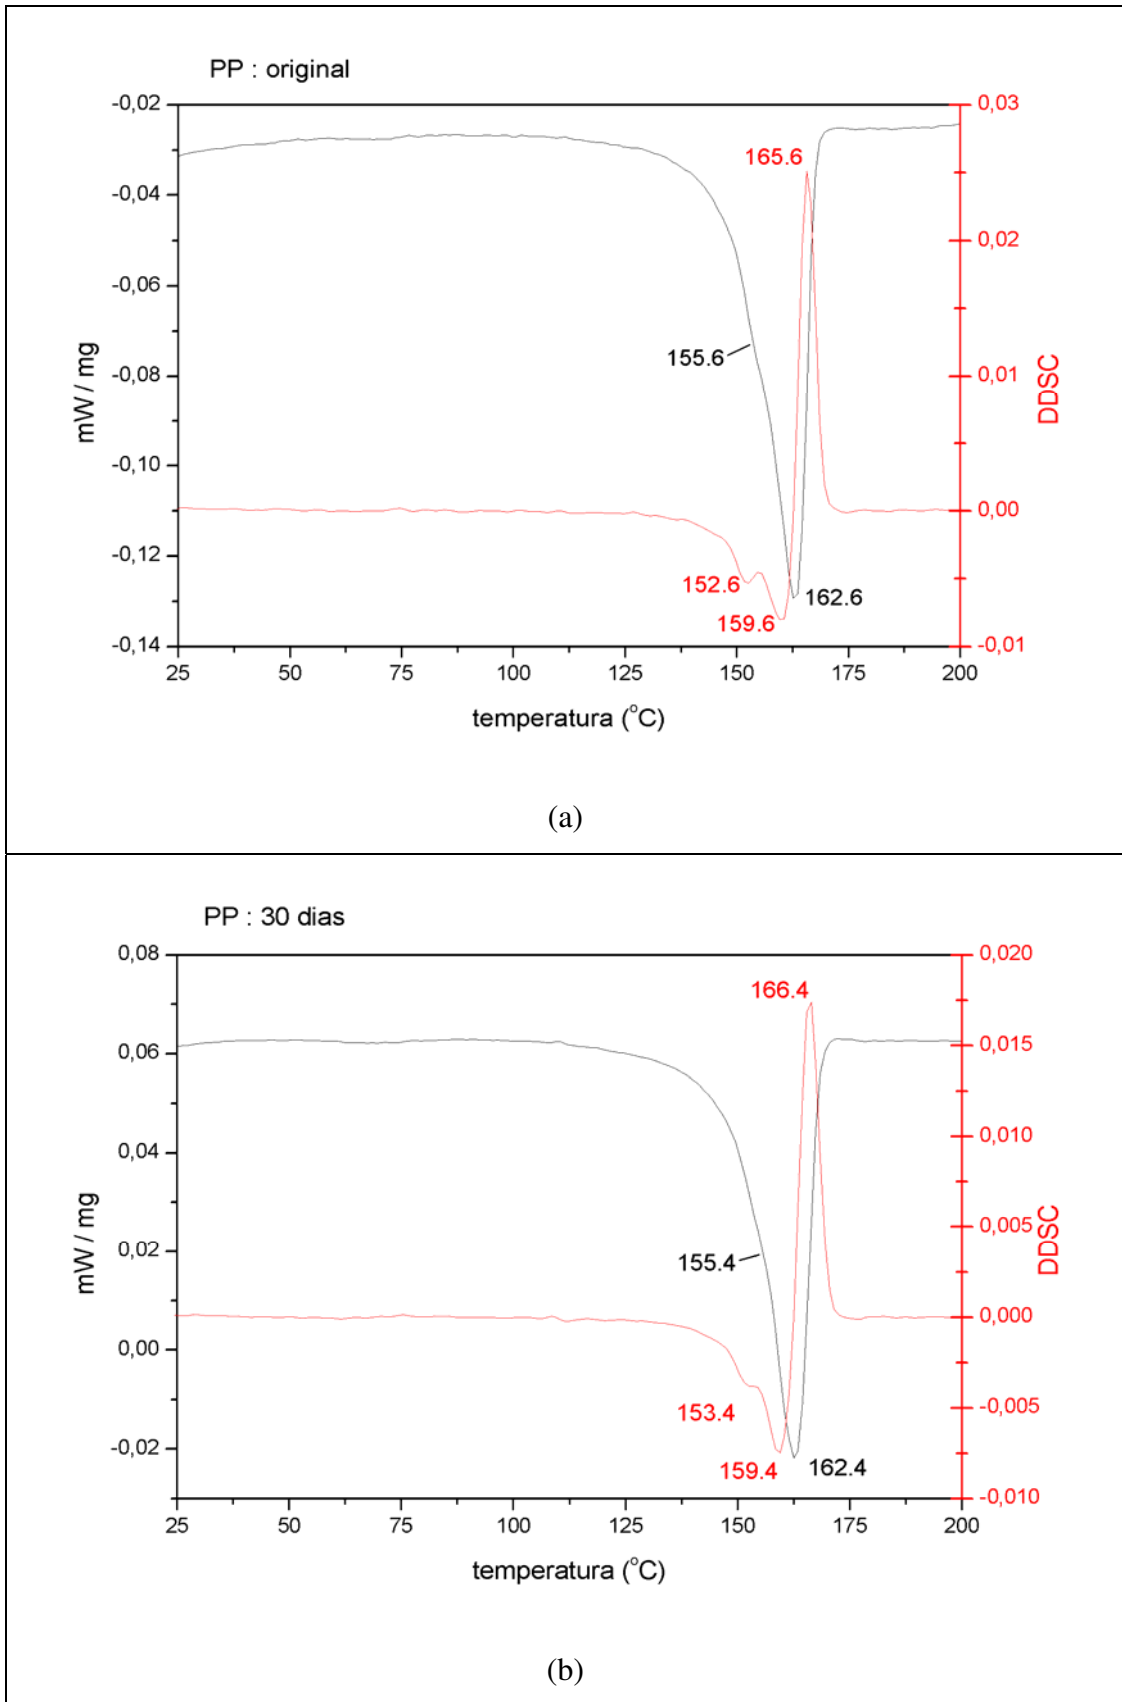 PP : original
-0,02
-0,04
-0,06
-0,08
-0,10
-0,12
-0,14
mW / mg
0,03
0,02
0,01
0,00
-0,01
DDSC
165.6
155.6
152.6
159.6
162.6
25 50 75 100 125 150 175 200
temperatura (°C)
(a)
PP : 30 dias
0,08
0,06
0,04
0,02
0,00
-0,02
mW / mg
0,020
0,015
0,010
0,005
0,000
-0,005
-0,010
DDSC
166.4
155.4
153.4
159.4
162.4
25 50 75 100 125 150 175 200
temperatura (°C)
(b)